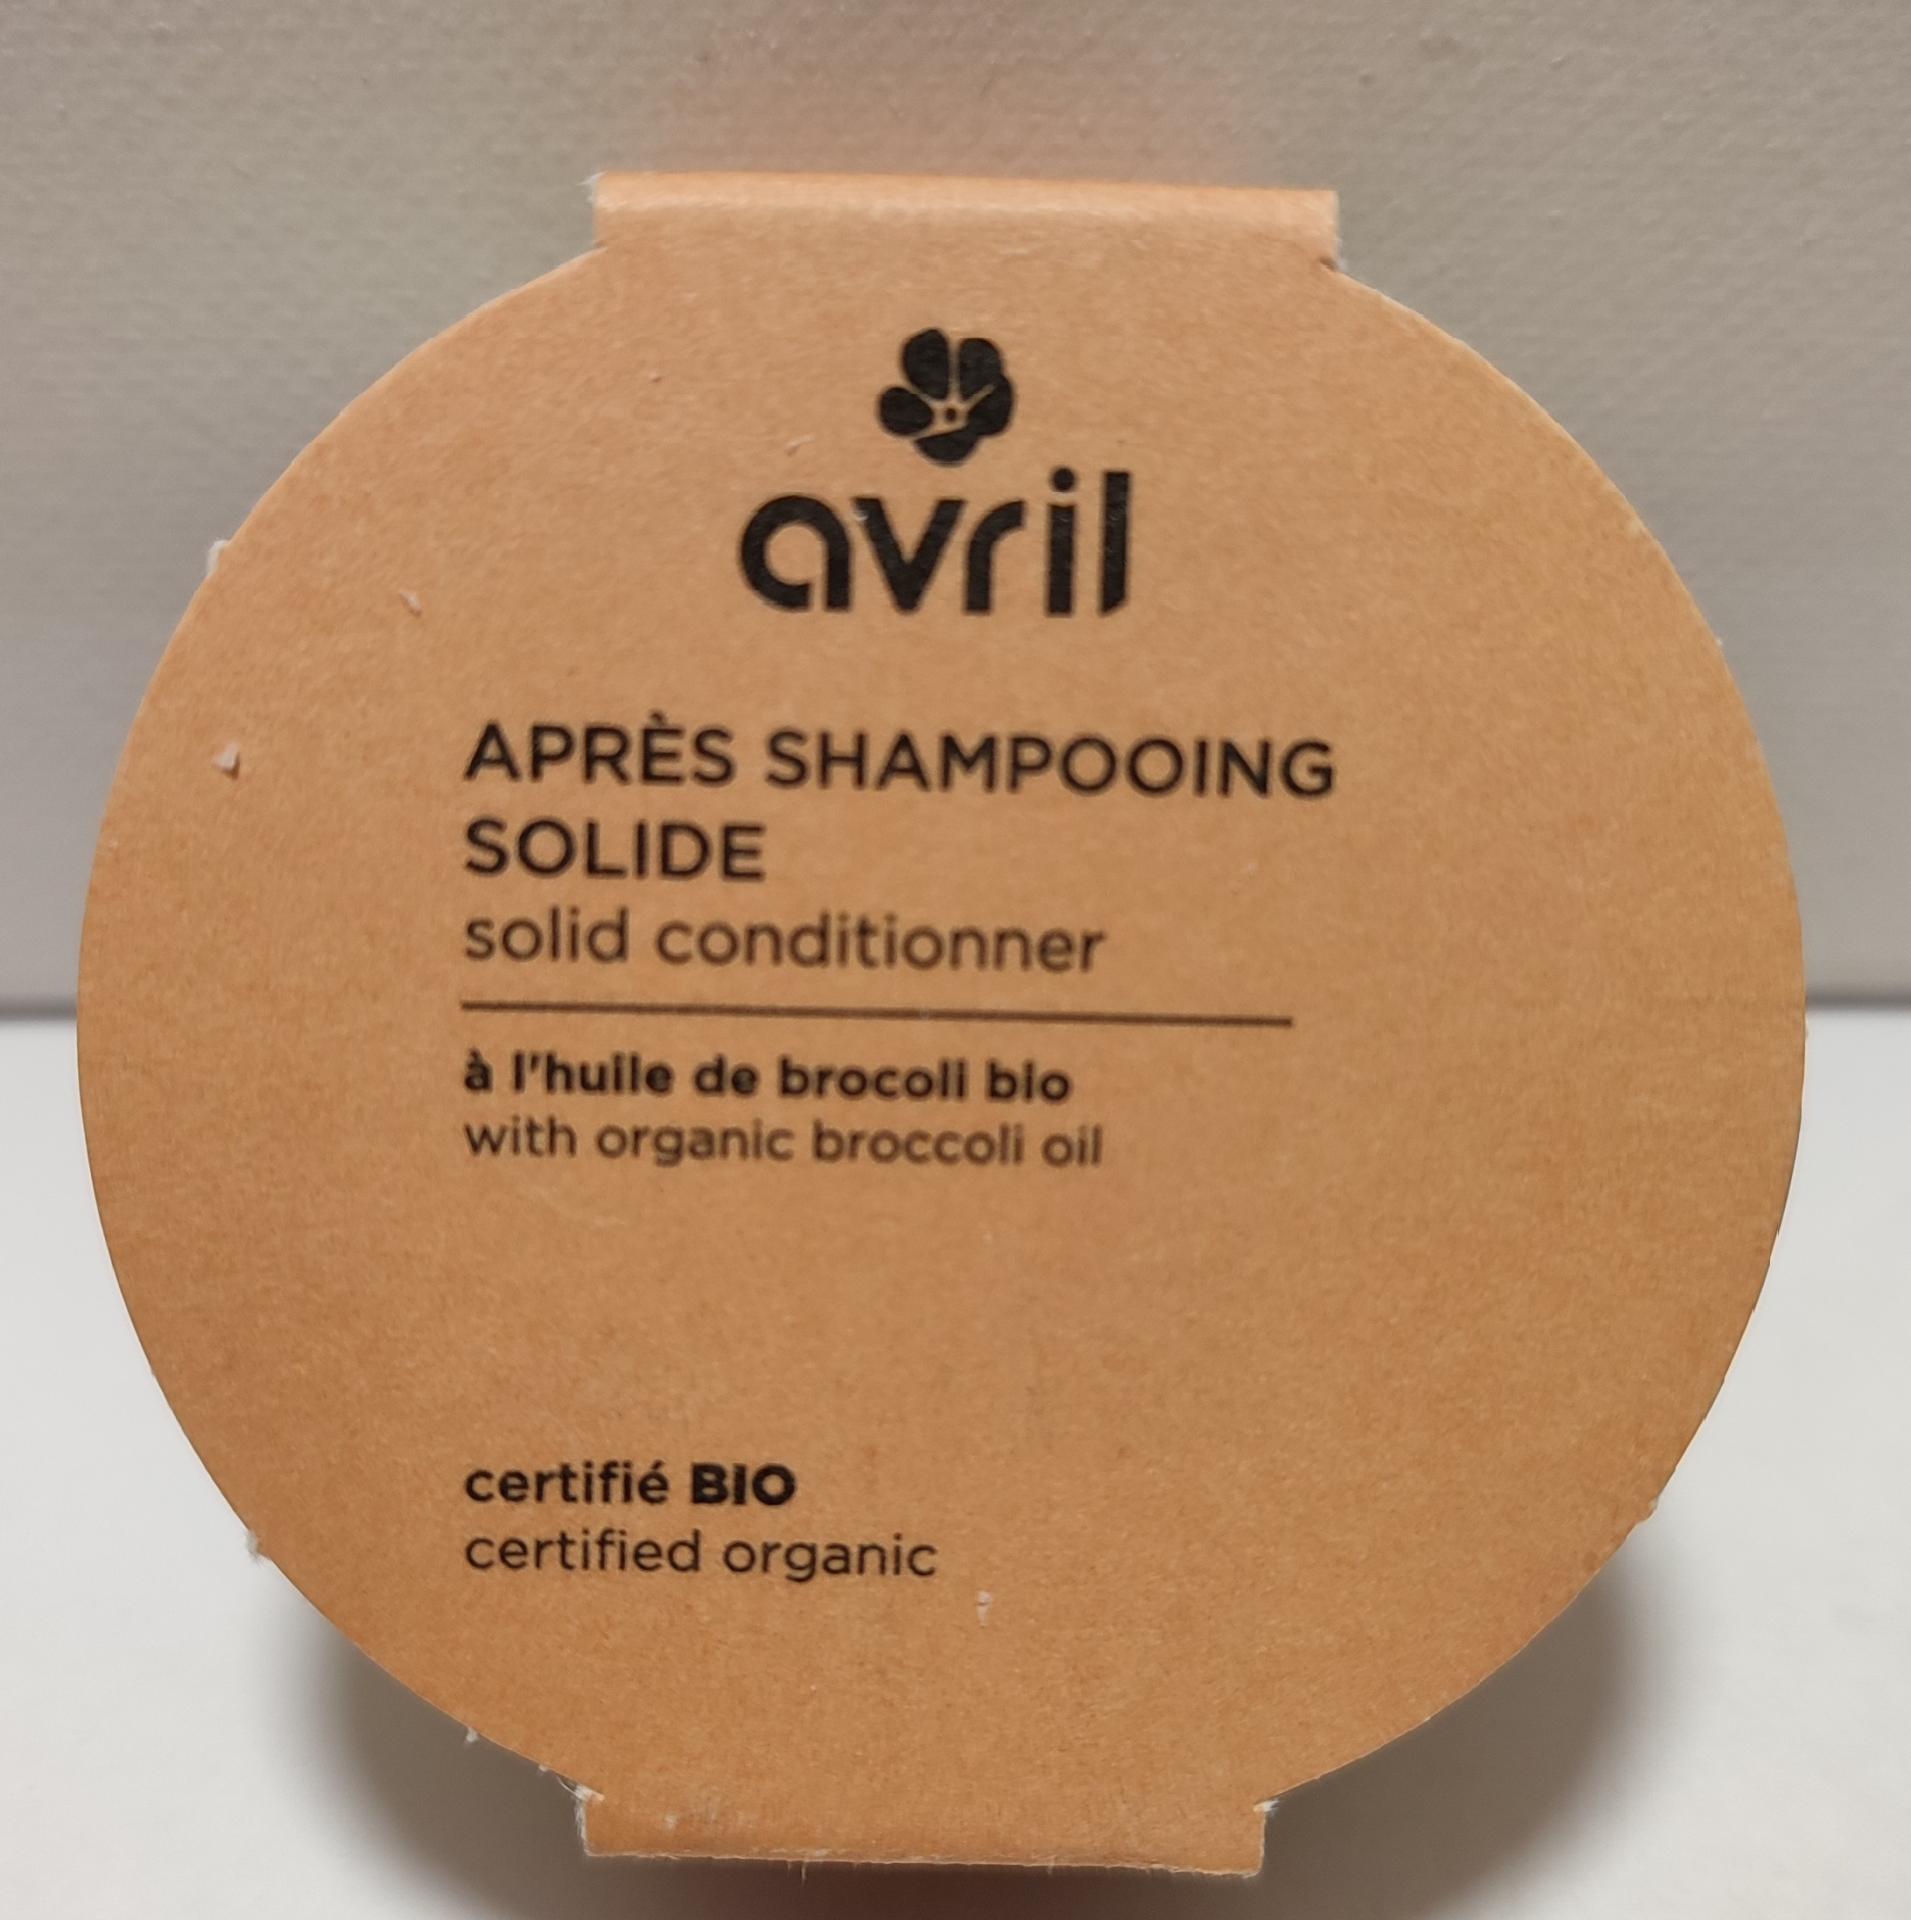 avril
APRÈS SHAMPOOING
SOLIDE
solid conditionner
à l'huile de brocoli bio
with organic broccoli oil
certifié BIO
certified organic